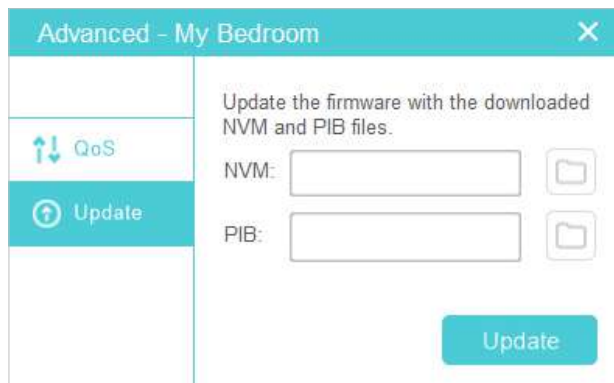 Advanced - My Bedroom
QoS
Update
Update the firmware with the downloaded
NVM and PIB files.
NVM:
PIB:
Update